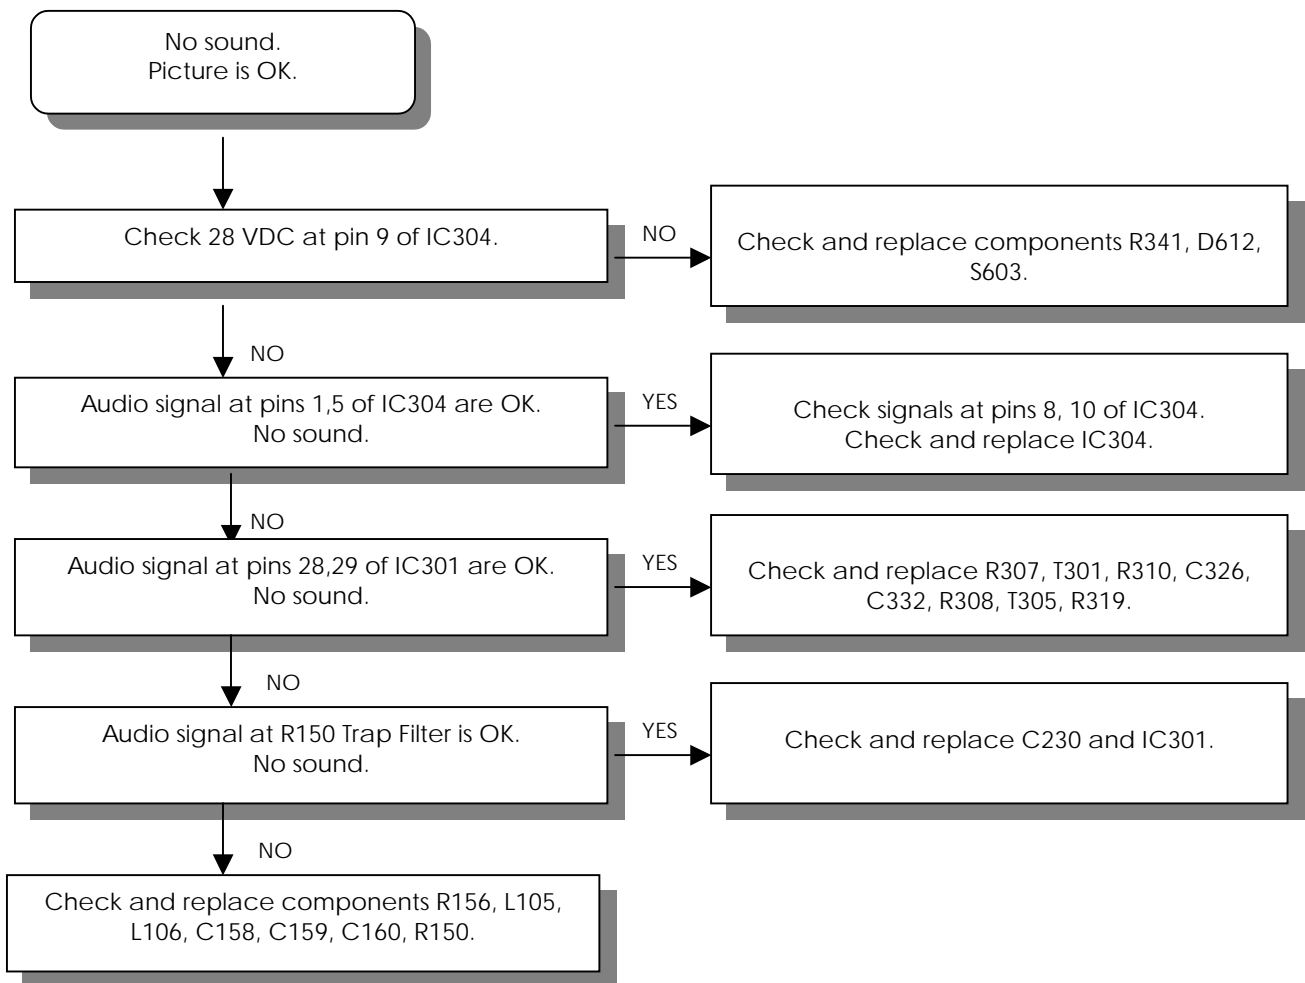 No sound.
Picture is OK.
Check 28 VDC at pin 9 of IC304.
NO
Check and replace components R341, D612,
S603.
NO
Audio signal at pins 1,5 of IC304 are OK.
No sound.
YES
Check signals at pins 8, 10 of IC304.
Check and replace IC304.
NO
Audio signal at pins 28,29 of IC301 are OK.
No sound.
YES
Check and replace R307, T301, R310, C326,
C332, R308, T305, R319.
NO
Audio signal at R150 Trap Filter is OK.
No sound.
YES
Check and replace C230 and IC301.
NO
Check and replace components R156, L105,
L106, C158, C159, C160, R150.